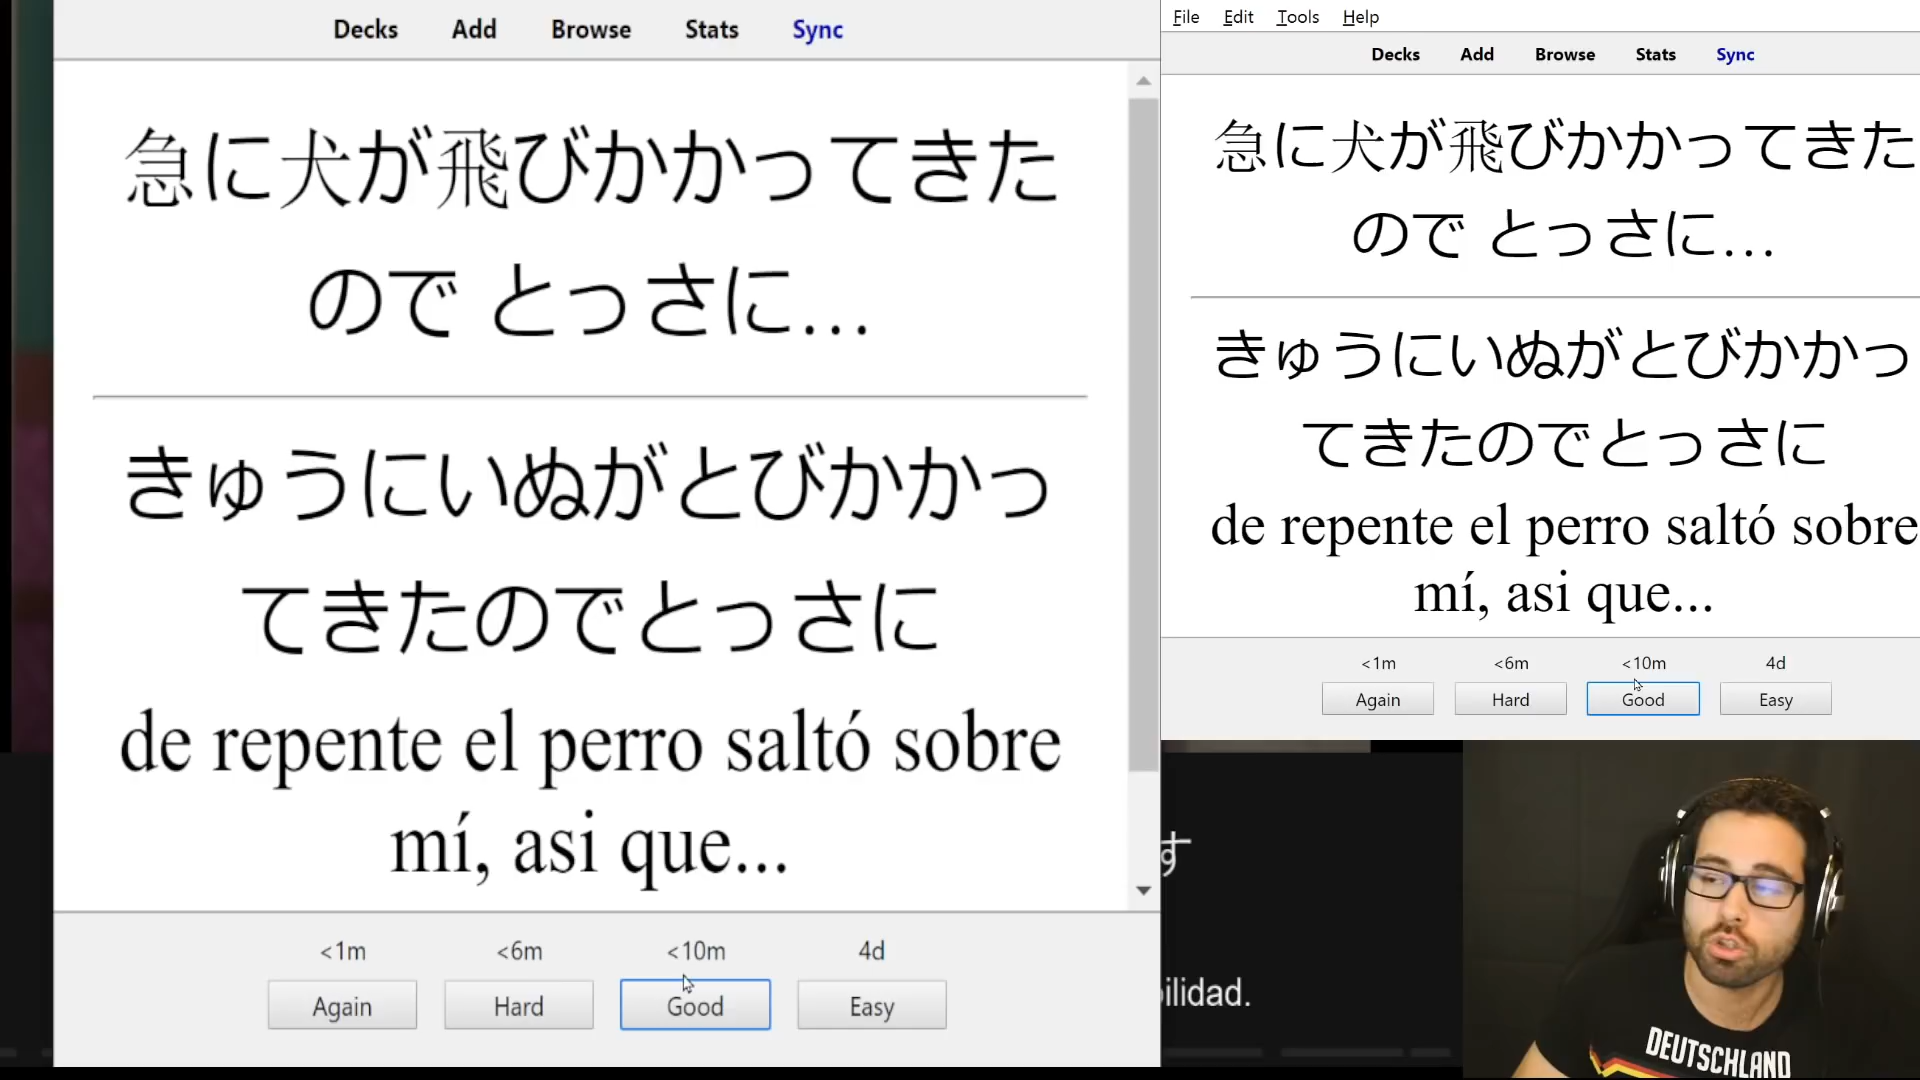 Decks Add Browse Stats Sync
急に犬が飛びかかってきた
ので とっさに…
きゅうにいぬがとびかかっ
てきたのでとっさに
de repente el perro saltó sobre
mí, asi que...
<1m <6m <10m 4d
Again Hard Good Easy
File Edit Tools Help
Decks Add Browse Stats Sync
急に犬が飛びかかってきた
ので とっさに…
きゅうにいぬがとびかかっ
てきたのでとっさに
de repente el perro saltó sobre
mí, asi que...
<1m <6m <10m 4d
Again Hard Good Easy
す
ilidad.
DEUTSCHLAND